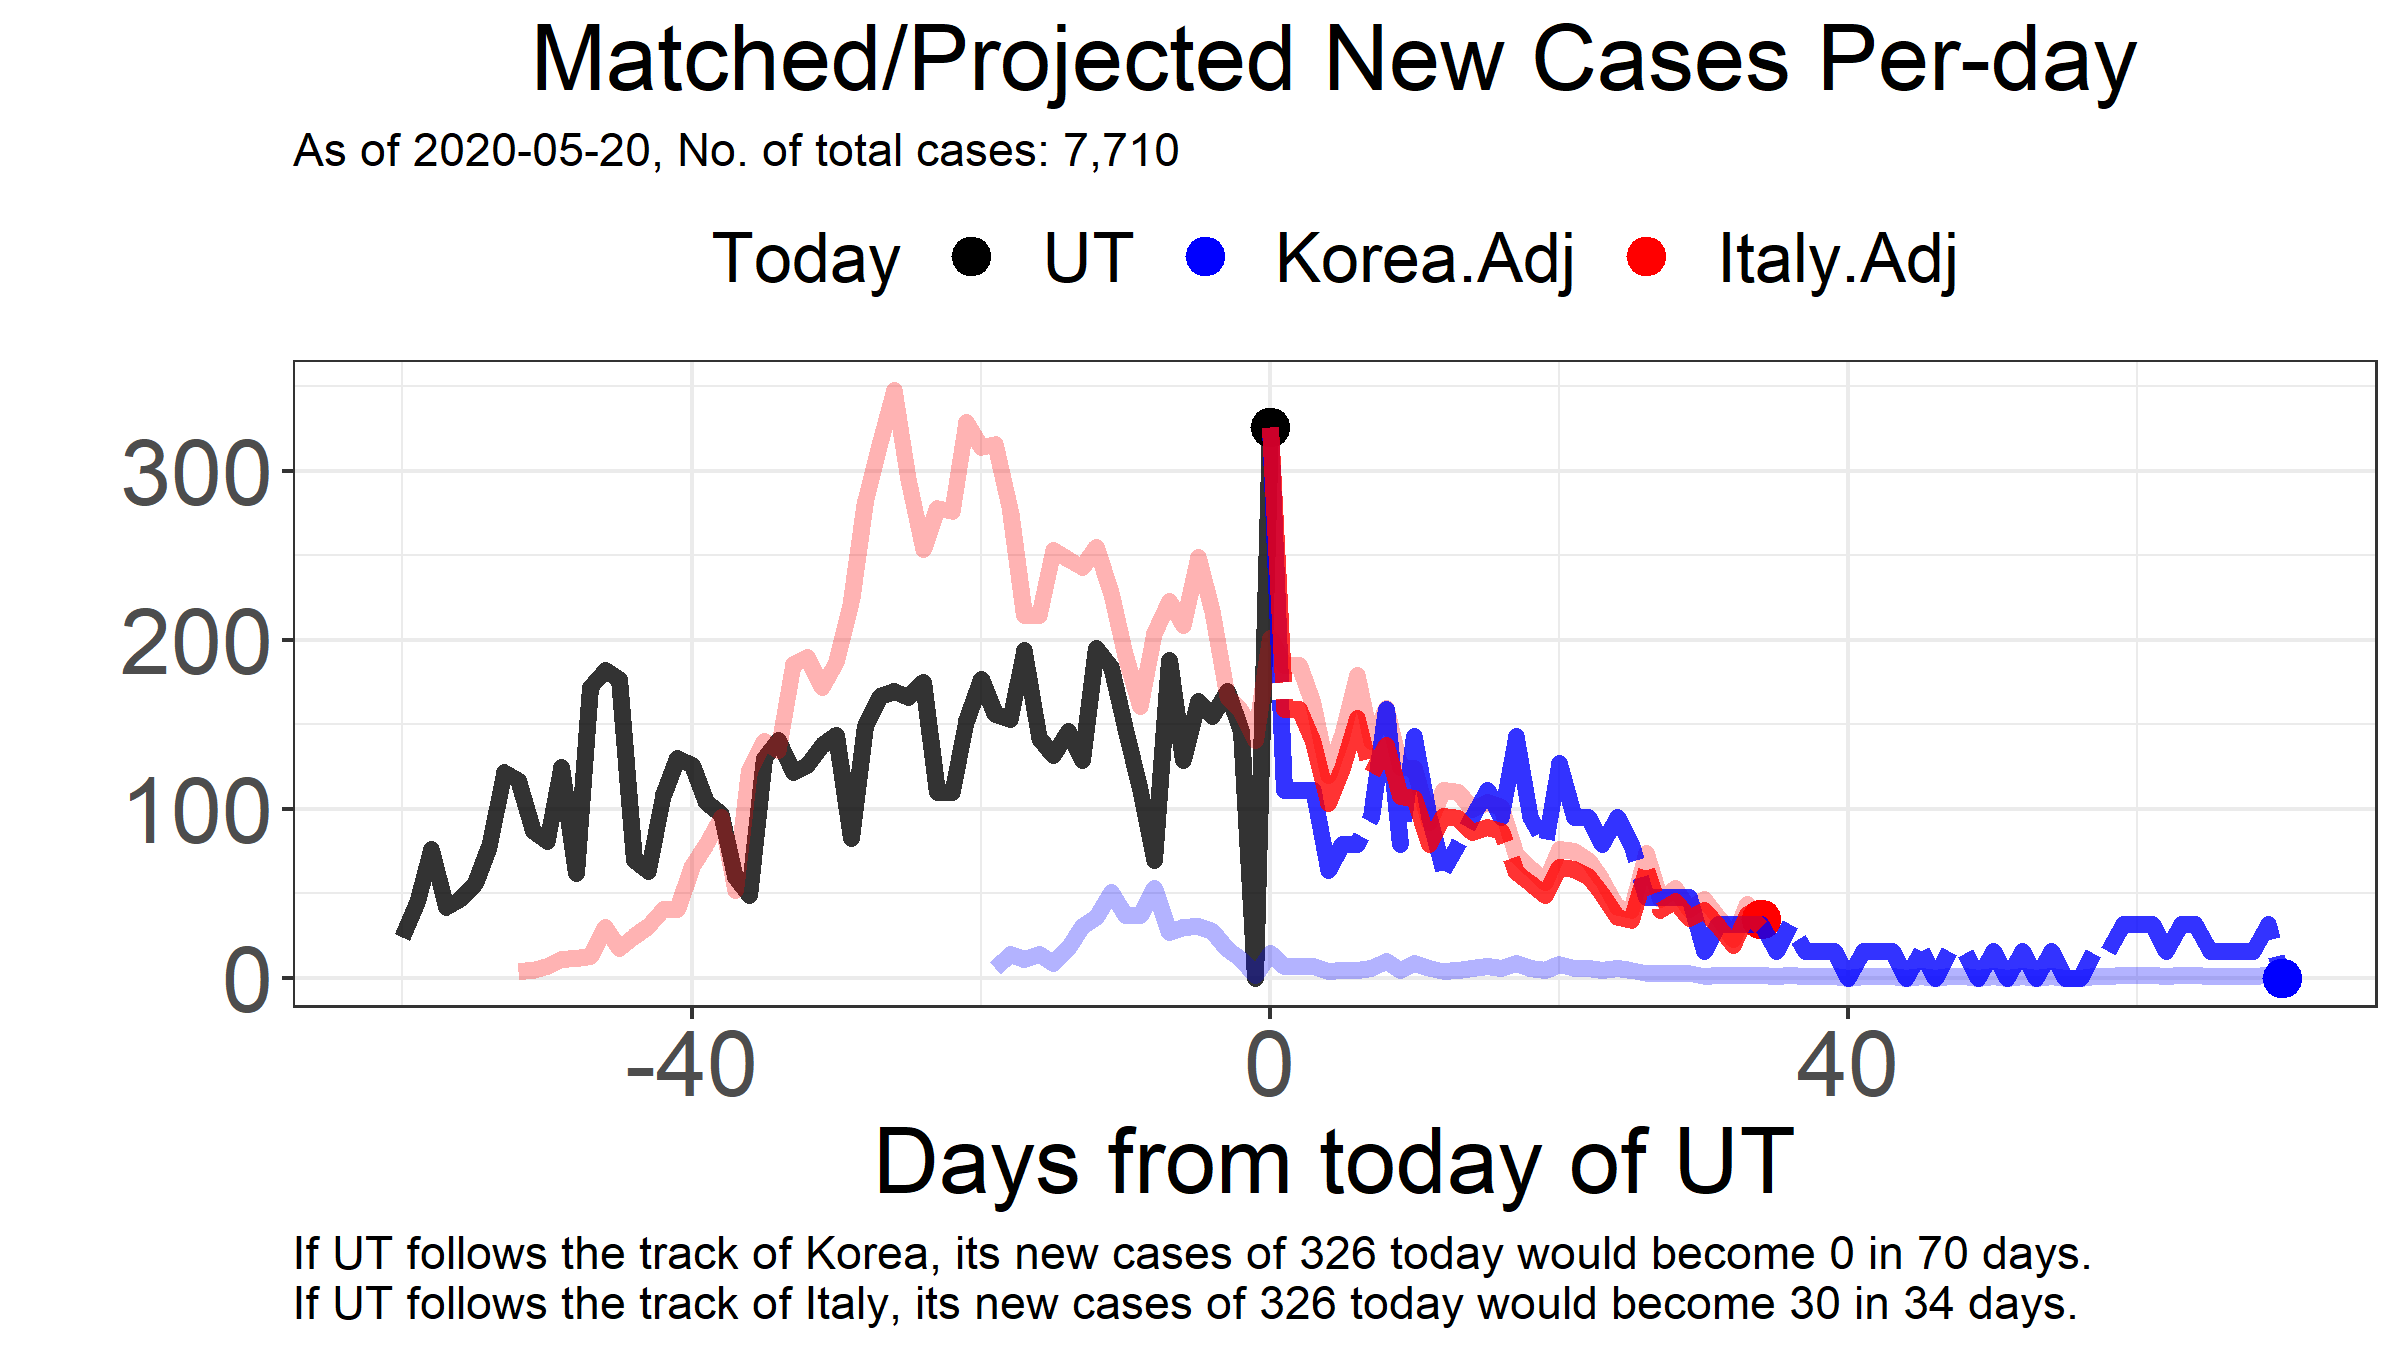 Matched/Projected New Cases Per-day
As of 2020-05-20, No. of total cases: 7,710
Today UT Korea.Adj Italy.Adj
300
200
100
0
-40 0 40
Days from today of UT
If UT follows the track of Korea, its new cases of 326 today would become 0 in 70 days.
If UT follows the track of Italy, its new cases of 326 today would become 30 in 34 days.